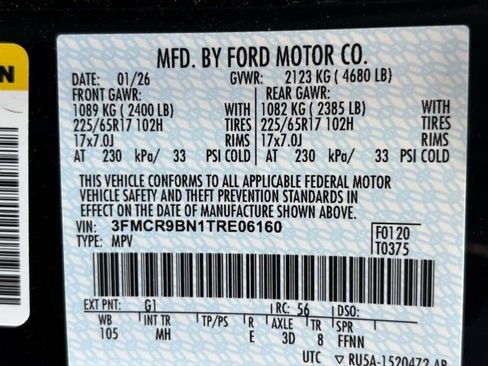 N
MFD. BY FORD MOTOR CO.
DATE: 01/26 GVWR: 2123 KG ( 4680 LB)
FRONT GAWR: REAR GAWR:
1089 KG ( 2400 LB) WITH 1082 KG ( 2385 LB) WITH
225/65R17 102H TIRES 225/65R17 102H TIRES
17x7.0J RIMS 17x7.0J RIMS
AT 230 kPa/ 33 PSI COLD AT 230 kPa/ 33 PSI COLD
THIS VEHICLE CONFORMS TO ALL APPLICABLE FEDERAL MOTOR
VEHICLE SAFETY AND THEFT PREVENTION STANDARDS IN
EFFECT ON THE DATE OF MANUFACTURE SHOWN ABOVE.
VIN: 3FMCR9BN1TRE06160 F0120
TYPE: MPV T0375
EXT PNT: G1 RC: 56 DSO:
WB INT TR TP/PS R AXLE TR SPR
105 MH E 3D 8 FFNN
UTC RU5A-1520472-AB